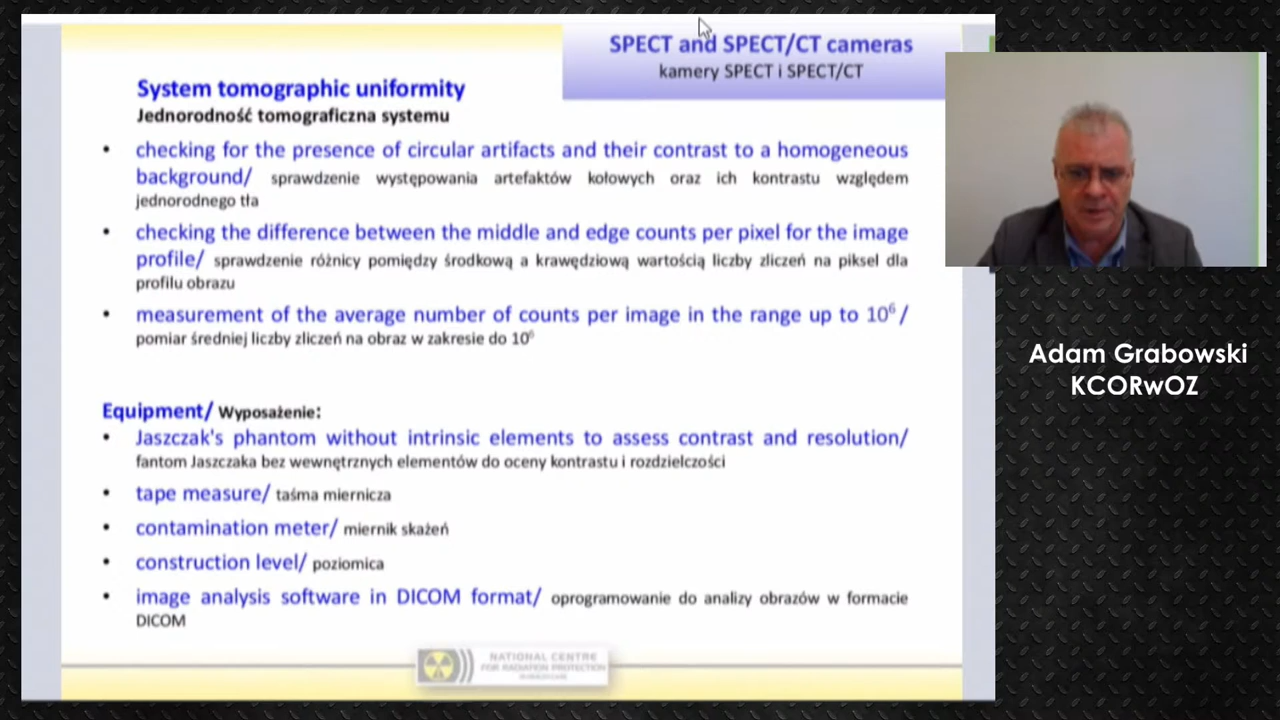 SPECT and SPECT/CT cameras
kamery SPECT i SPECT/CT
System tomographic uniformity
Jednorodność tomograficzna systemu
• checking for the presence of circular artifacts and their contrast to a homogeneous
background/ sprawdzenie występowania artefaktów kołowych oraz ich kontrastu względem
jednorodnego tła
• checking the difference between the middle and edge counts per pixel for the image
profile/ sprawdzenie różnicy pomiędzy środkową a krawędziową wartością liczby zliczeń na piksel dla
profilu obrazu
• measurement of the average number of counts per image in the range up to 10⁶ /
pomiar średniej liczby zliczeń na obraz w zakresie do 10⁶
Equipment/ Wyposażenie:
• Jaszczak's phantom without intrinsic elements to assess contrast and resolution/
fantom Jaszczaka bez wewnętrznych elementów do oceny kontrastu i rozdzielczości
• tape measure/ taśma miernicza
• contamination meter/ miernik skażeń
• construction level/ poziomica
• image analysis software in DICOM format/ oprogramowanie do analizy obrazów w formacie
DICOM
NATIONAL CENTRE
FOR RADIATION PROTECTION
Adam Grabowski
KCORwOZ